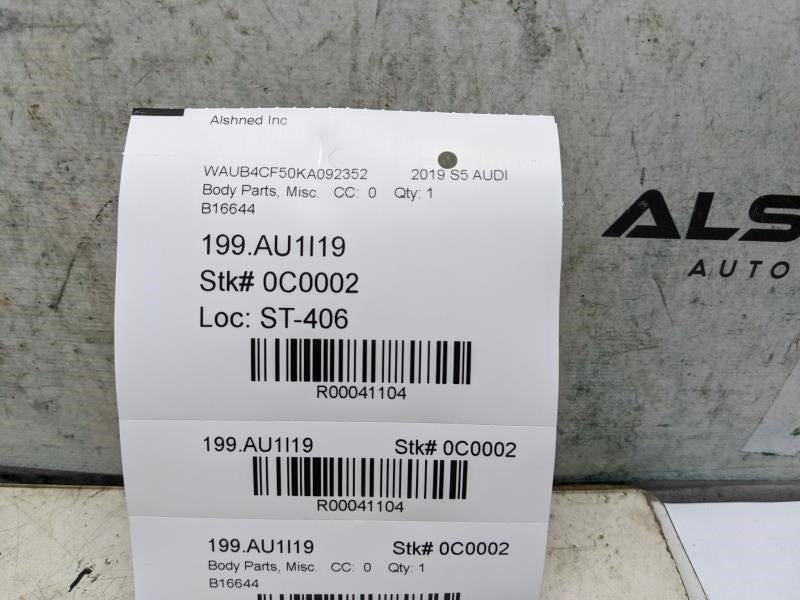 Alshned Inc
WAUB4CF50KA092352 2019 S5 AUDI
Body Parts, Misc. CC: 0 Qty: 1
B16644
199.AU1I19
Stk# 0C0002
Loc: ST-406
R00041104
199.AU1I19 Stk# 0C0002
R00041104
199.AU1I19 Stk# 0C0002
Body Parts, Misc. CC: 0 Qty: 1
B16644
ALS
AUTO